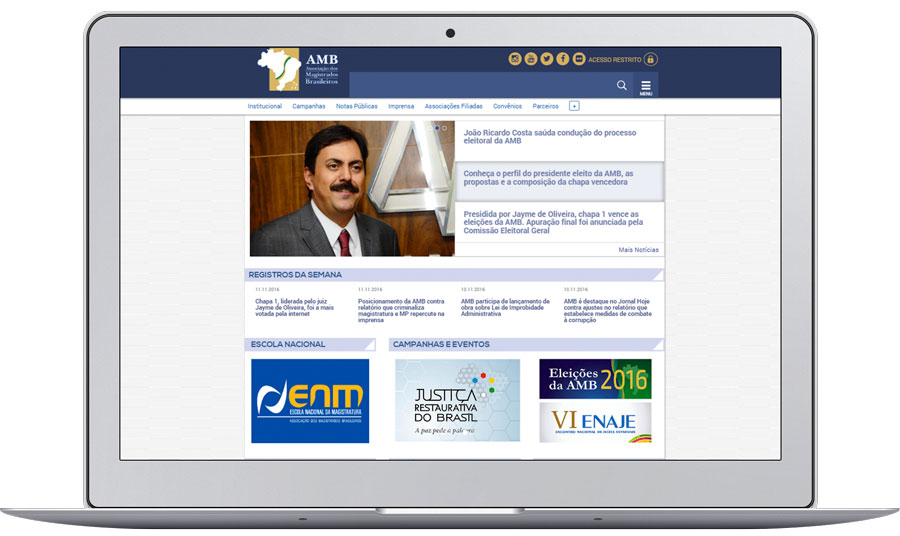 AMB
Associação dos
Magistrados
Brasileiros
ACESSO RESTRITO
MENU
Institucional Campanhas Notas Públicas Imprensa Associações Filiadas Convênios Parceiros +
João Ricardo Costa saúda condução do processo
eleitoral da AMB
Conheça o perfil do presidente eleito da AMB, as
propostas e a composição da chapa vencedora
Presidida por Jayme de Oliveira, chapa 1 vence as
eleições da AMB. Apuração final foi anunciada pela
Comissão Eleitoral Geral
Mais Notícias
REGISTROS DA SEMANA
11.11.2016
Chapa 1, liderada pelo juiz
Jayme de Oliveira, foi a mais
votada pela internet
11.11.2016
Posicionamento da AMB contra
relatório que criminaliza
magistratura e MP repercute na
imprensa
10.11.2016
AMB participa de lançamento de
obra sobre Lei de Improbidade
Administrativa
10.11.2016
AMB é destaque no Jornal Hoje
contra ajustes no relatório que
estabelece medidas de combate
à corrupção
ESCOLA NACIONAL
CAMPANHAS E EVENTOS
ENM
ESCOLA NACIONAL DA MAGISTRATURA
ASSOCIAÇÃO DOS MAGISTRADOS BRASILEIROS
JUSTIÇA
RESTAURATIVA
DO BRASIL
A paz pede a palavra
Eleições
da AMB 2016
VI ENAJE
ENCONTRO NACIONAL DE JUÍZES ESTADUAIS